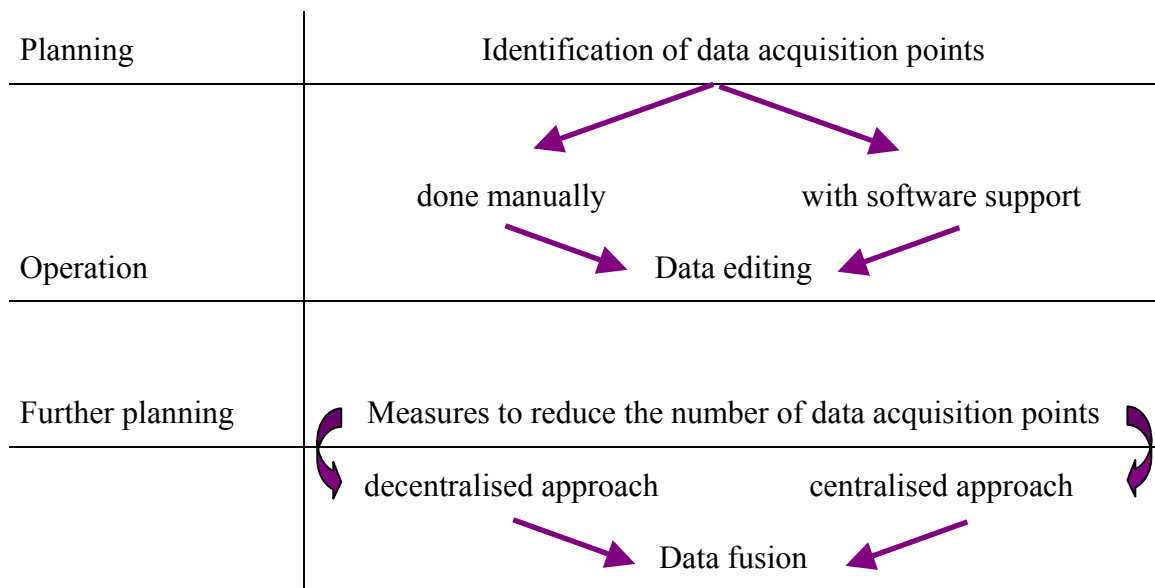 Planning
Identification of data acquisition points
done manually
with software support
Operation
Data editing
Further planning
Measures to reduce the number of data acquisition points
decentralised approach
centralised approach
Data fusion